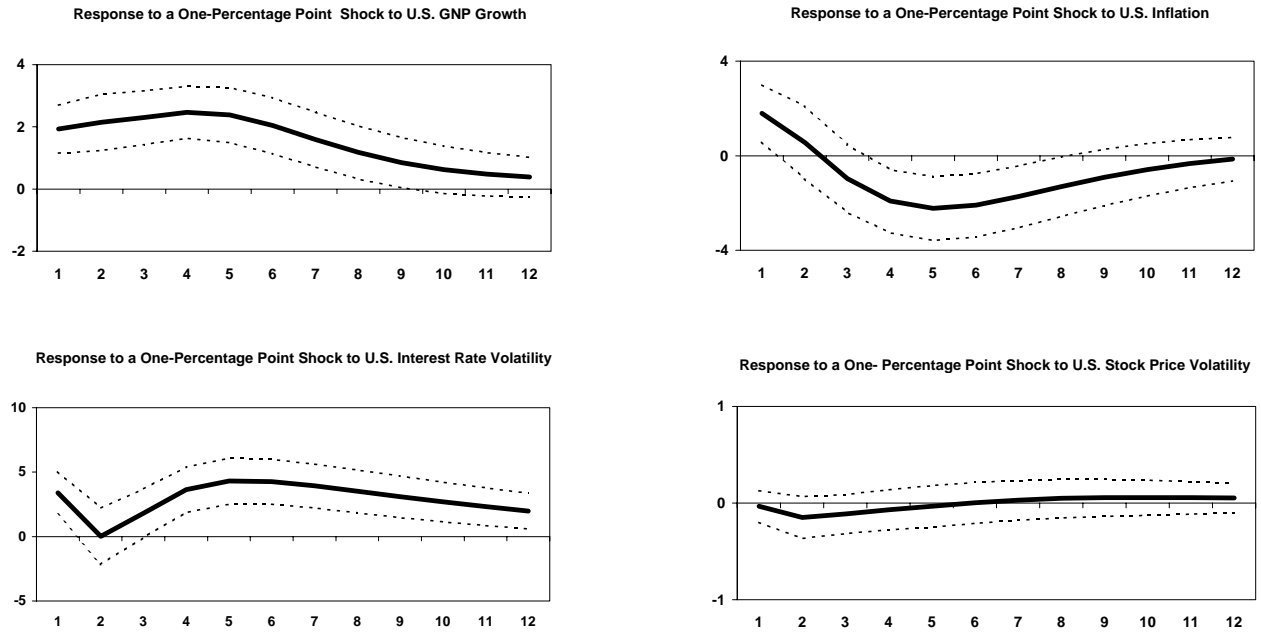 Response to a One-Percentage Point Shock to U.S. GNP Growth
4
2
0
-2
1 2 3 4 5 6 7 8 9 10 11 12
Response to a One-Percentage Point Shock to U.S. Inflation
4
0
-4
1 2 3 4 5 6 7 8 9 10 11 12
Response to a One-Percentage Point Shock to U.S. Interest Rate Volatility
10
5
0
-5
1 2 3 4 5 6 7 8 9 10 11 12
Response to a One- Percentage Point Shock to U.S. Stock Price Volatility
1
0
-1
1 2 3 4 5 6 7 8 9 10 11 12